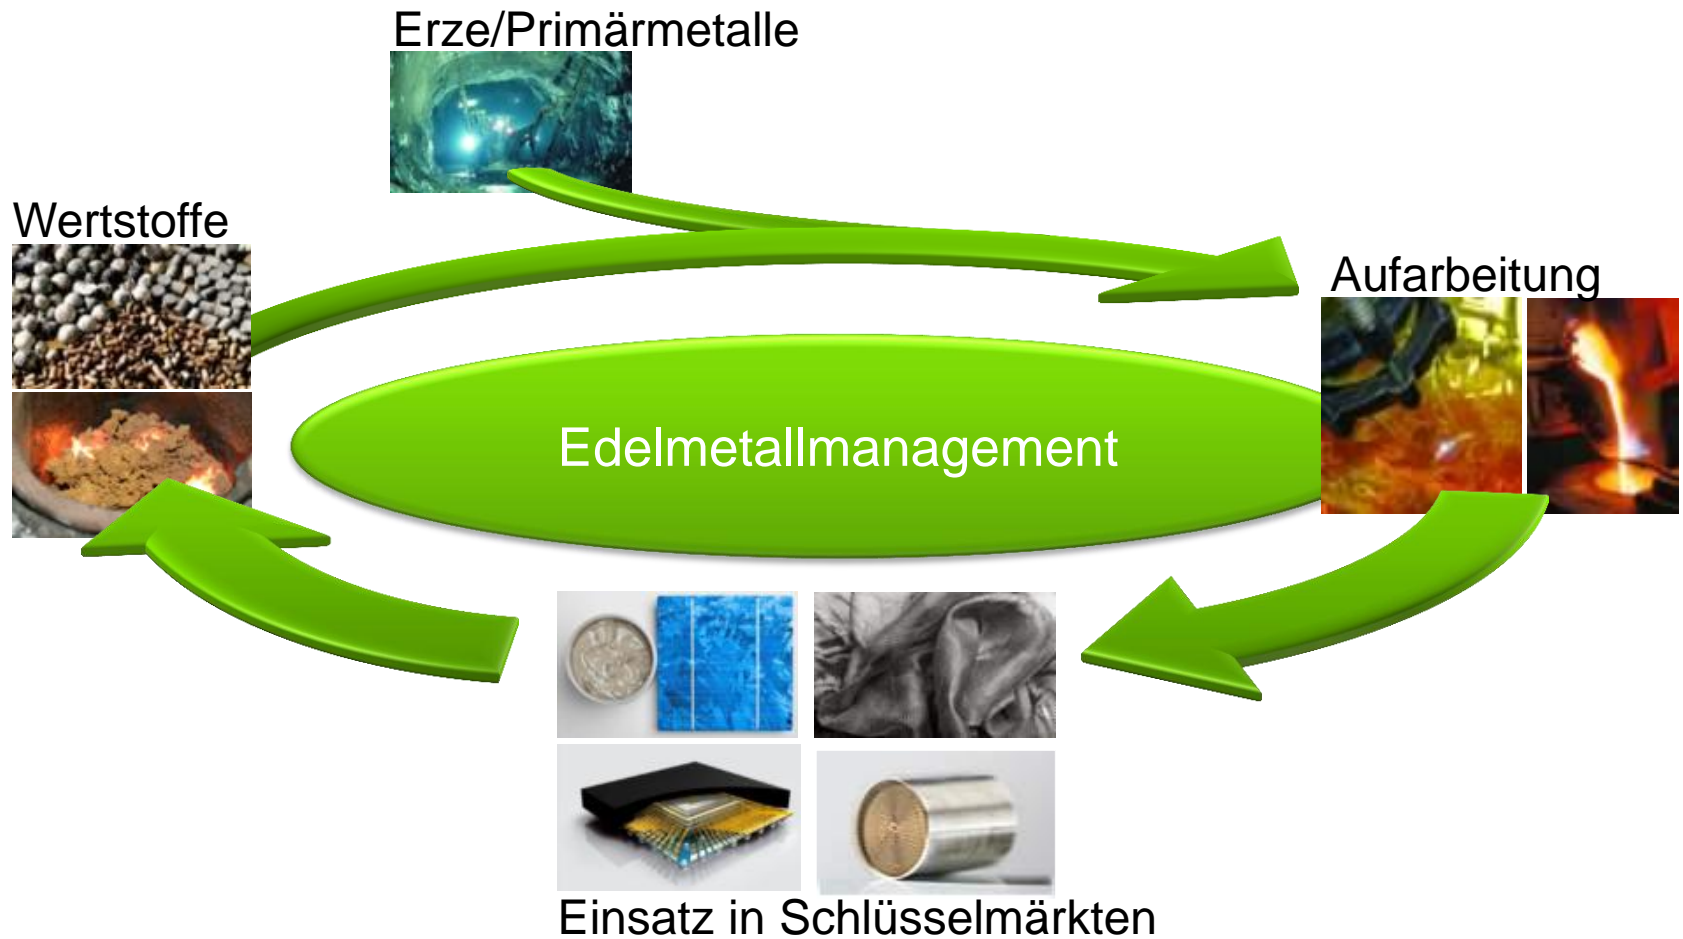 Erze/Primärmetalle
Wertstoffe
Aufarbeitung
Edelmetallmanagement
Einsatz in Schlüsselmärkten